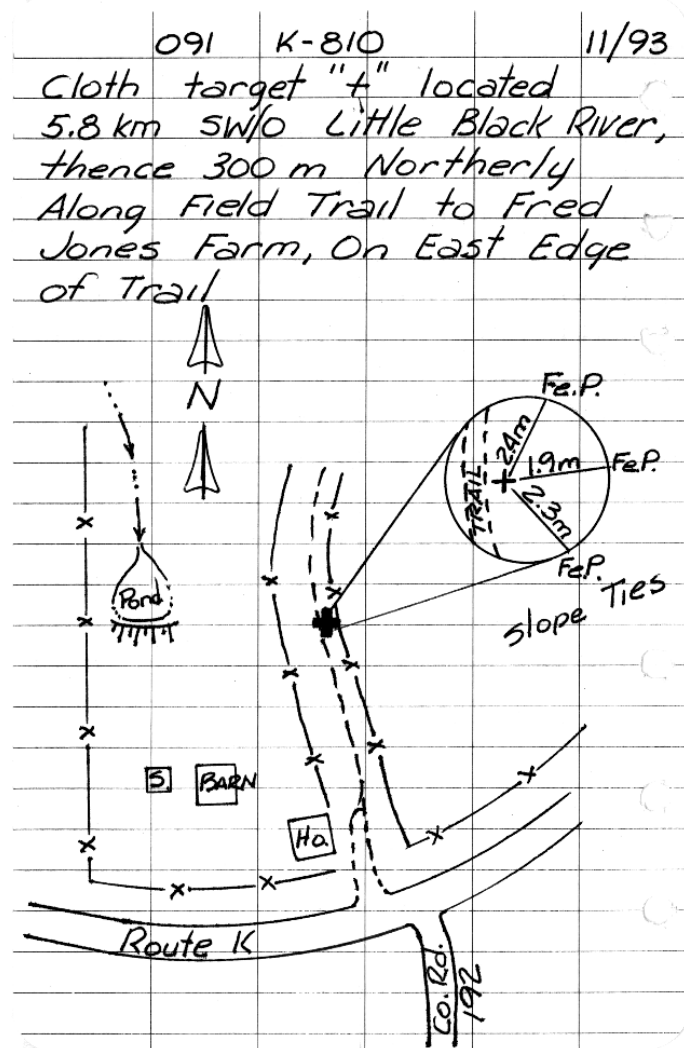 091 K-810 11/93
Cloth target "+" located
5.8 km SW/O Little Black River,
thence 300 m Northerly
Along Field Trail to Fred
Jones Farm, On East Edge
of Trail
N
Fe.P.
2.4m
1.9m Fe.P.
TRAIL
2.3m
Fe.P.
Slope Ties
Pond
S. BARN
Ho.
Route K
Co. Rd.
192